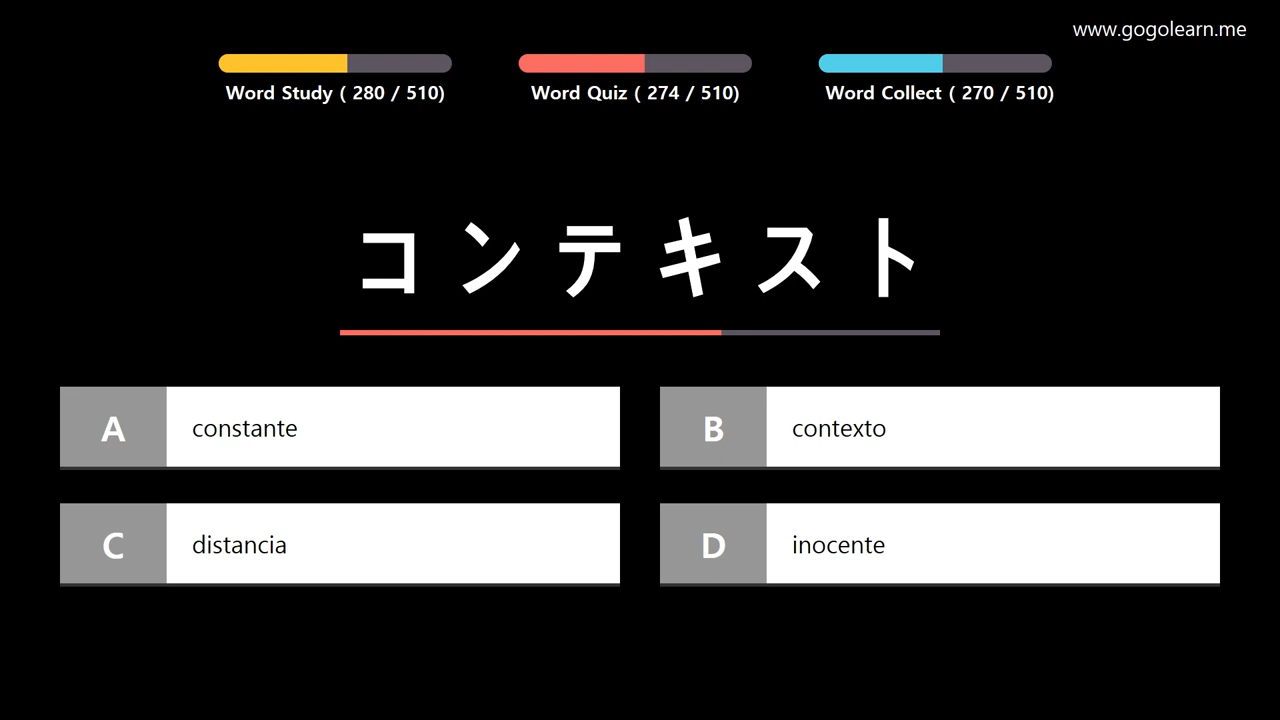 www.gogolearn.me
Word Study ( 280 / 510)
Word Quiz ( 274 / 510)
Word Collect ( 270 / 510)
コンテキスト
A constante
B contexto
C distancia
D inocente